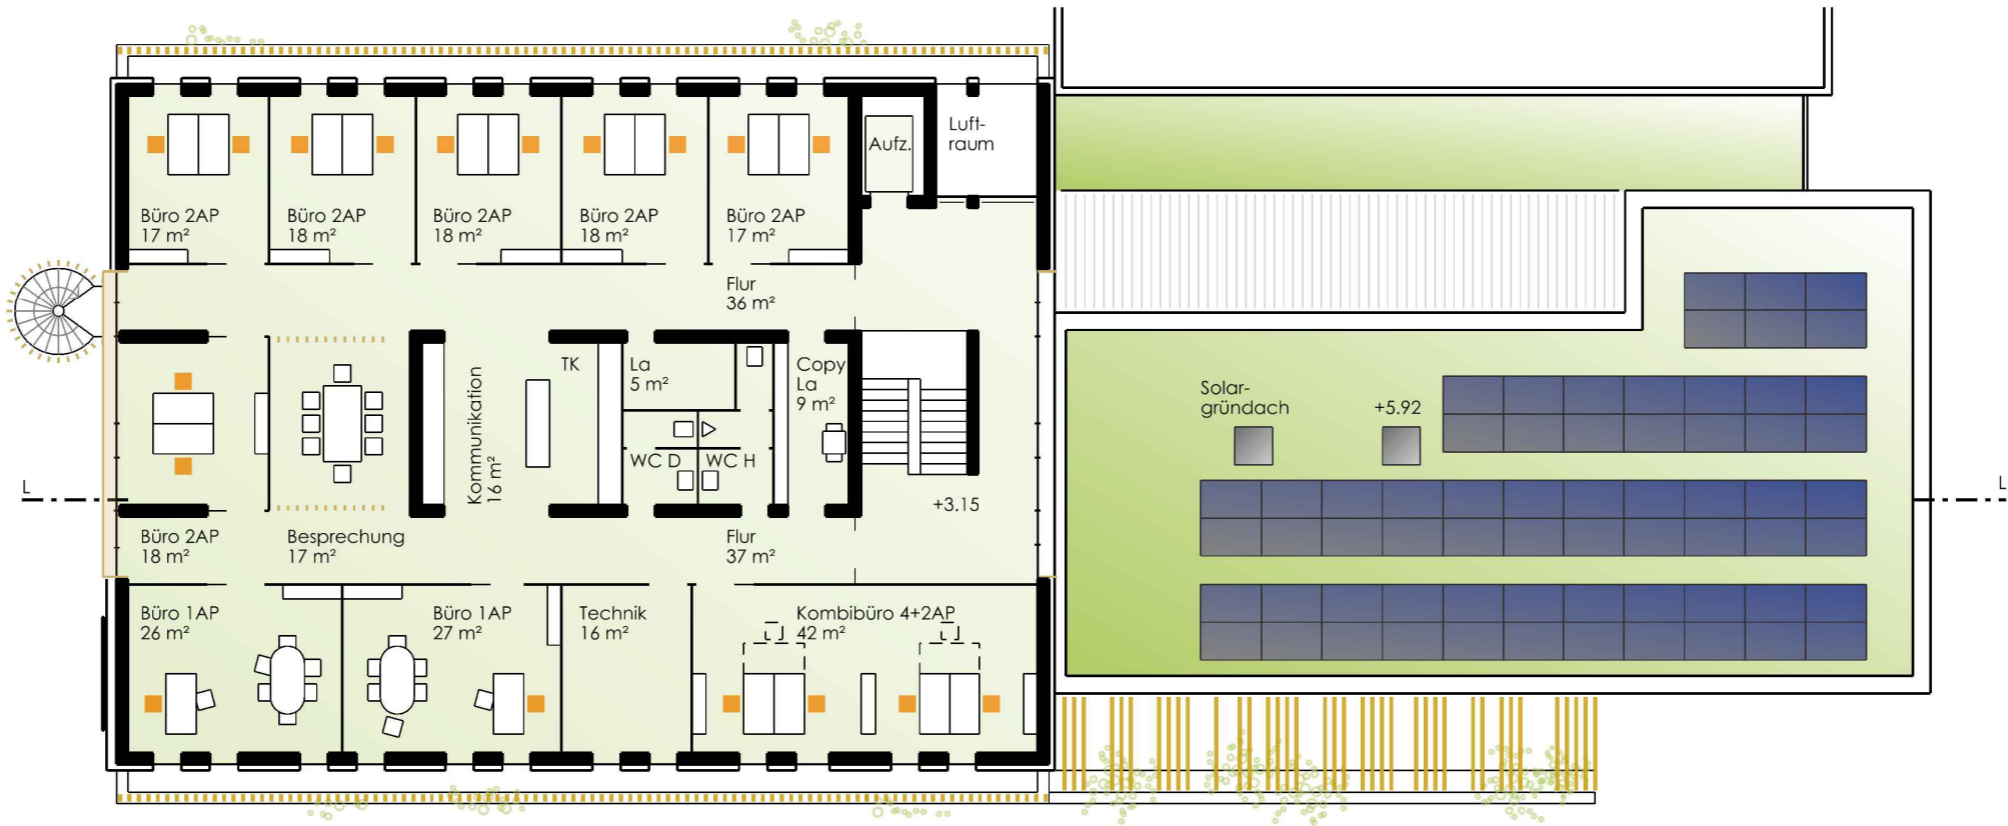 Büro 2AP
17 m²
Büro 2AP
18 m²
Büro 2AP
18 m²
Büro 2AP
18 m²
Büro 2AP
17 m²
Aufz.
Luft-
raum
Flur
36 m²
Kommunikation
16 m²
TK
La
5 m²
Copy
La
9 m²
WC D
WC H
Solar-
gründach
+5.92
L
L
+3.15
Büro 2AP
18 m²
Besprechung
17 m²
Flur
37 m²
Büro 1AP
26 m²
Büro 1AP
27 m²
Technik
16 m²
Kombibüro 4+2AP
42 m²